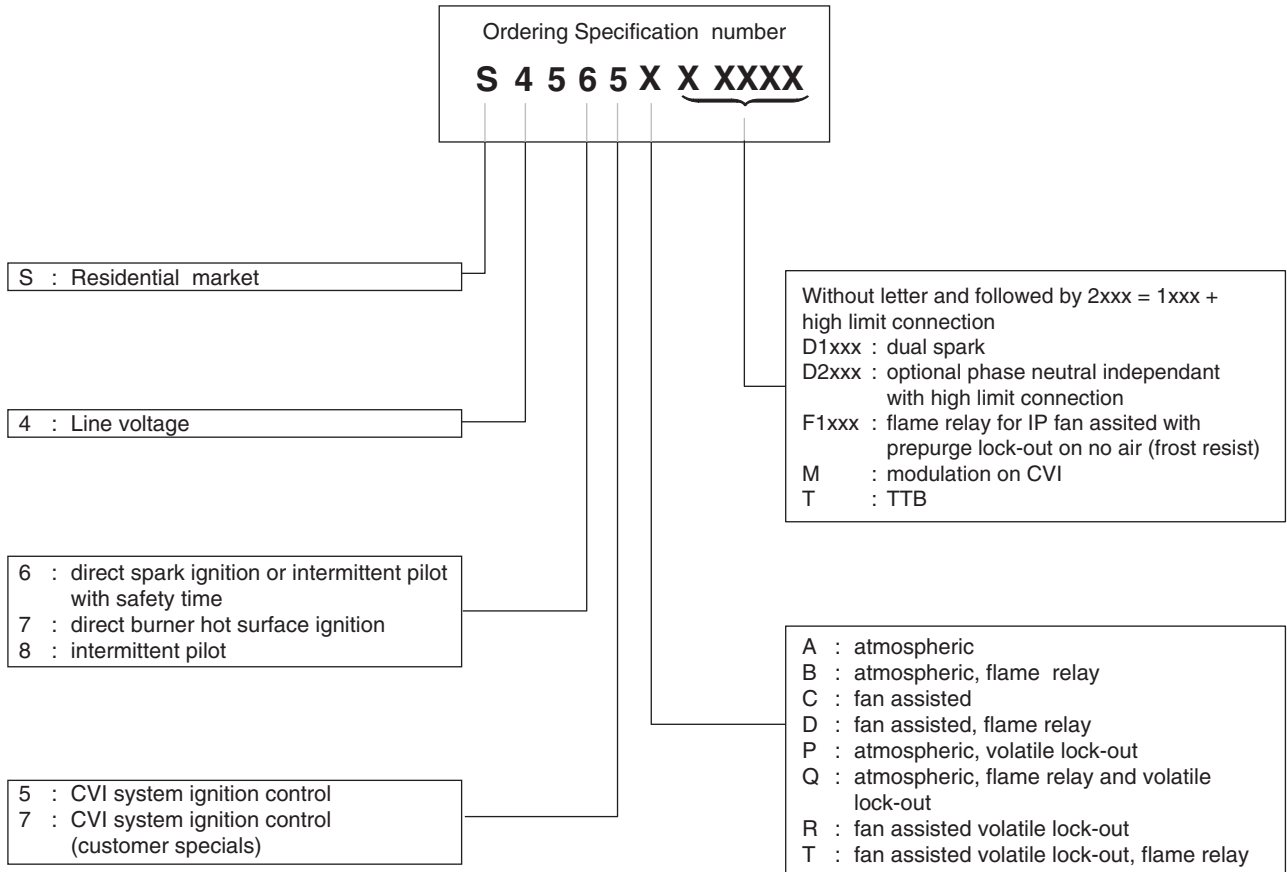 Ordering Specification number
S 4 5 6 5 X X XXXX
S : Residential market
4 : Line voltage
6 : direct spark ignition or intermittent pilot
with safety time
7 : direct burner hot surface ignition
8 : intermittent pilot
5 : CVI system ignition control
7 : CVI system ignition control
(customer specials)
Without letter and followed by 2xxx = 1xxx +
high limit connection
D1xxx : dual spark
D2xxx : optional phase neutral independant
with high limit connection
F1xxx : flame relay for IP fan assited with
prepurge lock-out on no air (frost resist)
M : modulation on CVI
T : TTB
A : atmospheric
B : atmospheric, flame relay
C : fan assisted
D : fan assisted, flame relay
P : atmospheric, volatile lock-out
Q : atmospheric, flame relay and volatile
lock-out
R : fan assisted volatile lock-out
T : fan assisted volatile lock-out, flame relay